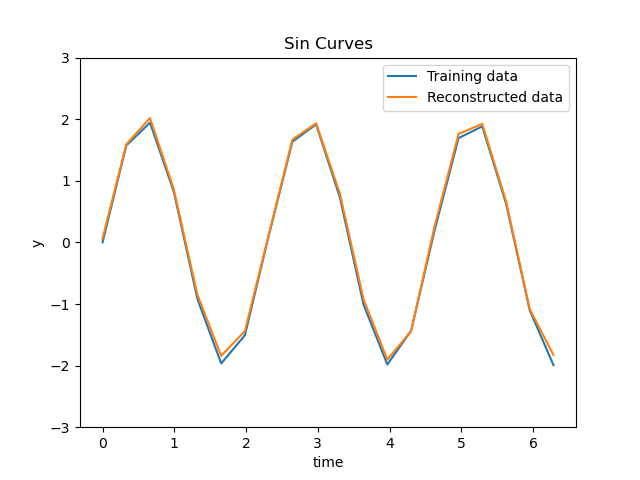 Sin Curves
Training data
Reconstructed data
3
2
1
0
−1
−2
−3
y
0 1 2 3 4 5 6
time